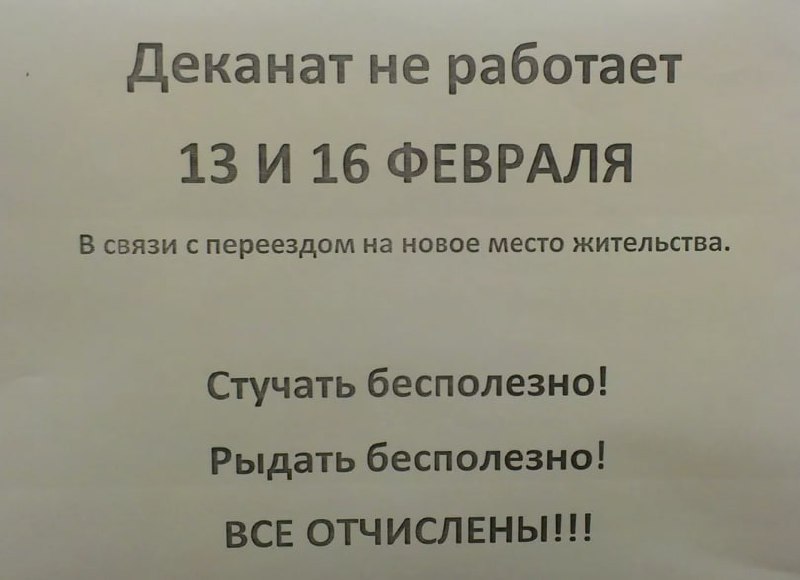 Деканат не работает
13 И 16 ФЕВРАЛЯ
В связи с переездом на новое место жительства.
Стучать бесполезно!
Рыдать бесполезно!
ВСЕ ОТЧИСЛЕНЫ!!!